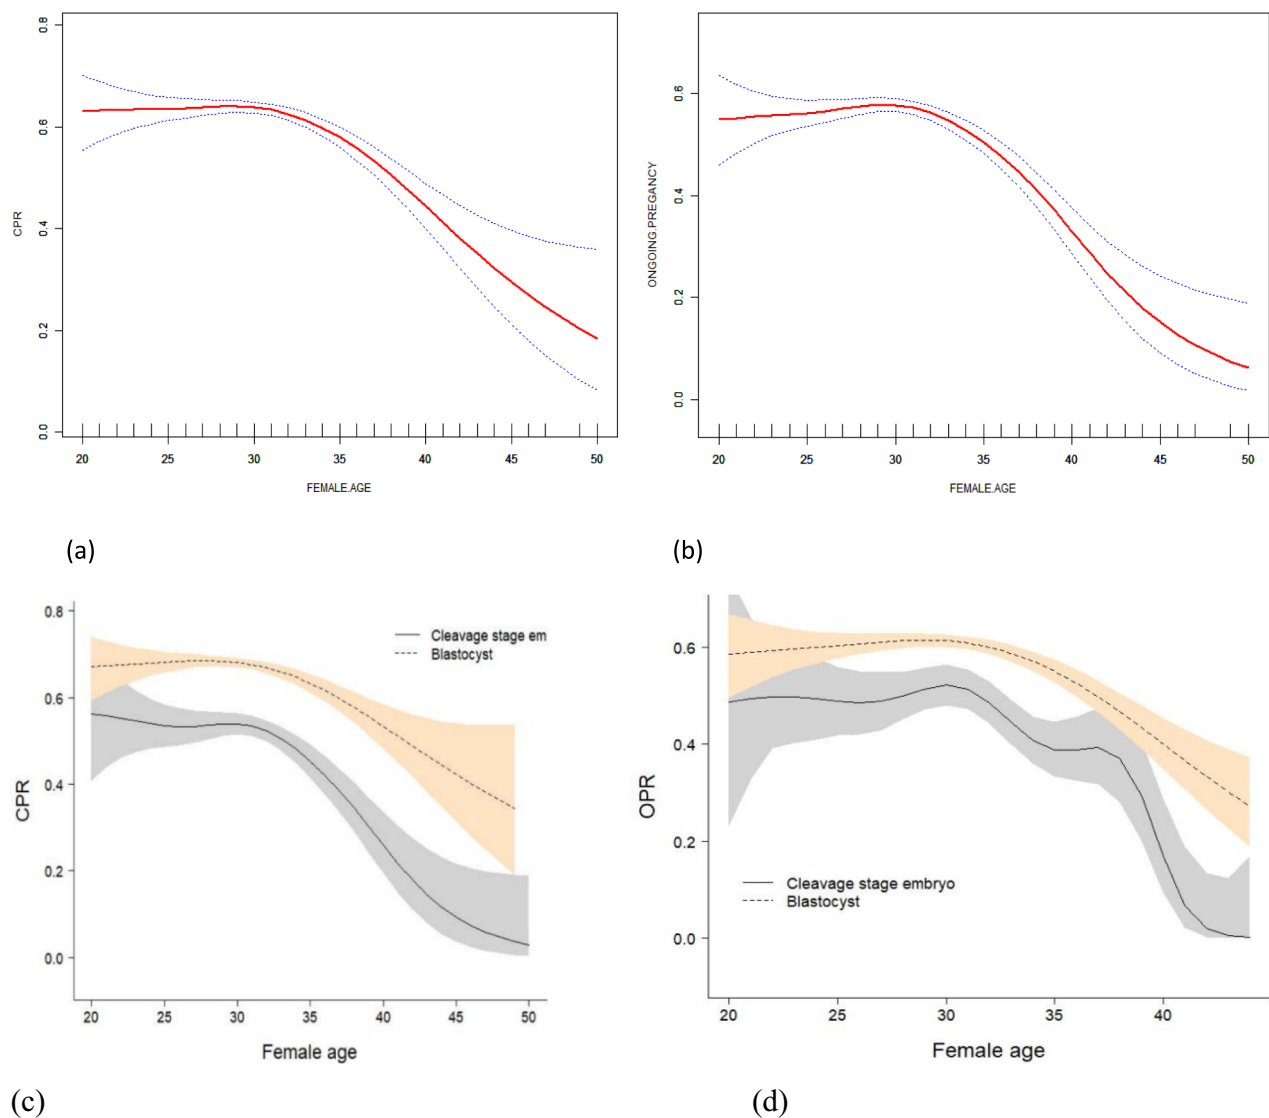 0.8
0.6
0.4
0.2
0.0
CPR
20 25 30 35 40 45 50
FEMALE.AGE
(a)
0.6
0.4
0.2
0.0
ONGOING.PREGANCY
20 25 30 35 40 45 50
FEMALE.AGE
(b)
0.8
0.6
0.4
0.2
0.0
CPR
Cleavage stage em
Blastocyst
20 25 30 35 40 45 50
Female age
(c)
0.6
0.4
0.2
0.0
OPR
Cleavage stage embryo
Blastocyst
20 25 30 35 40
Female age
(d)